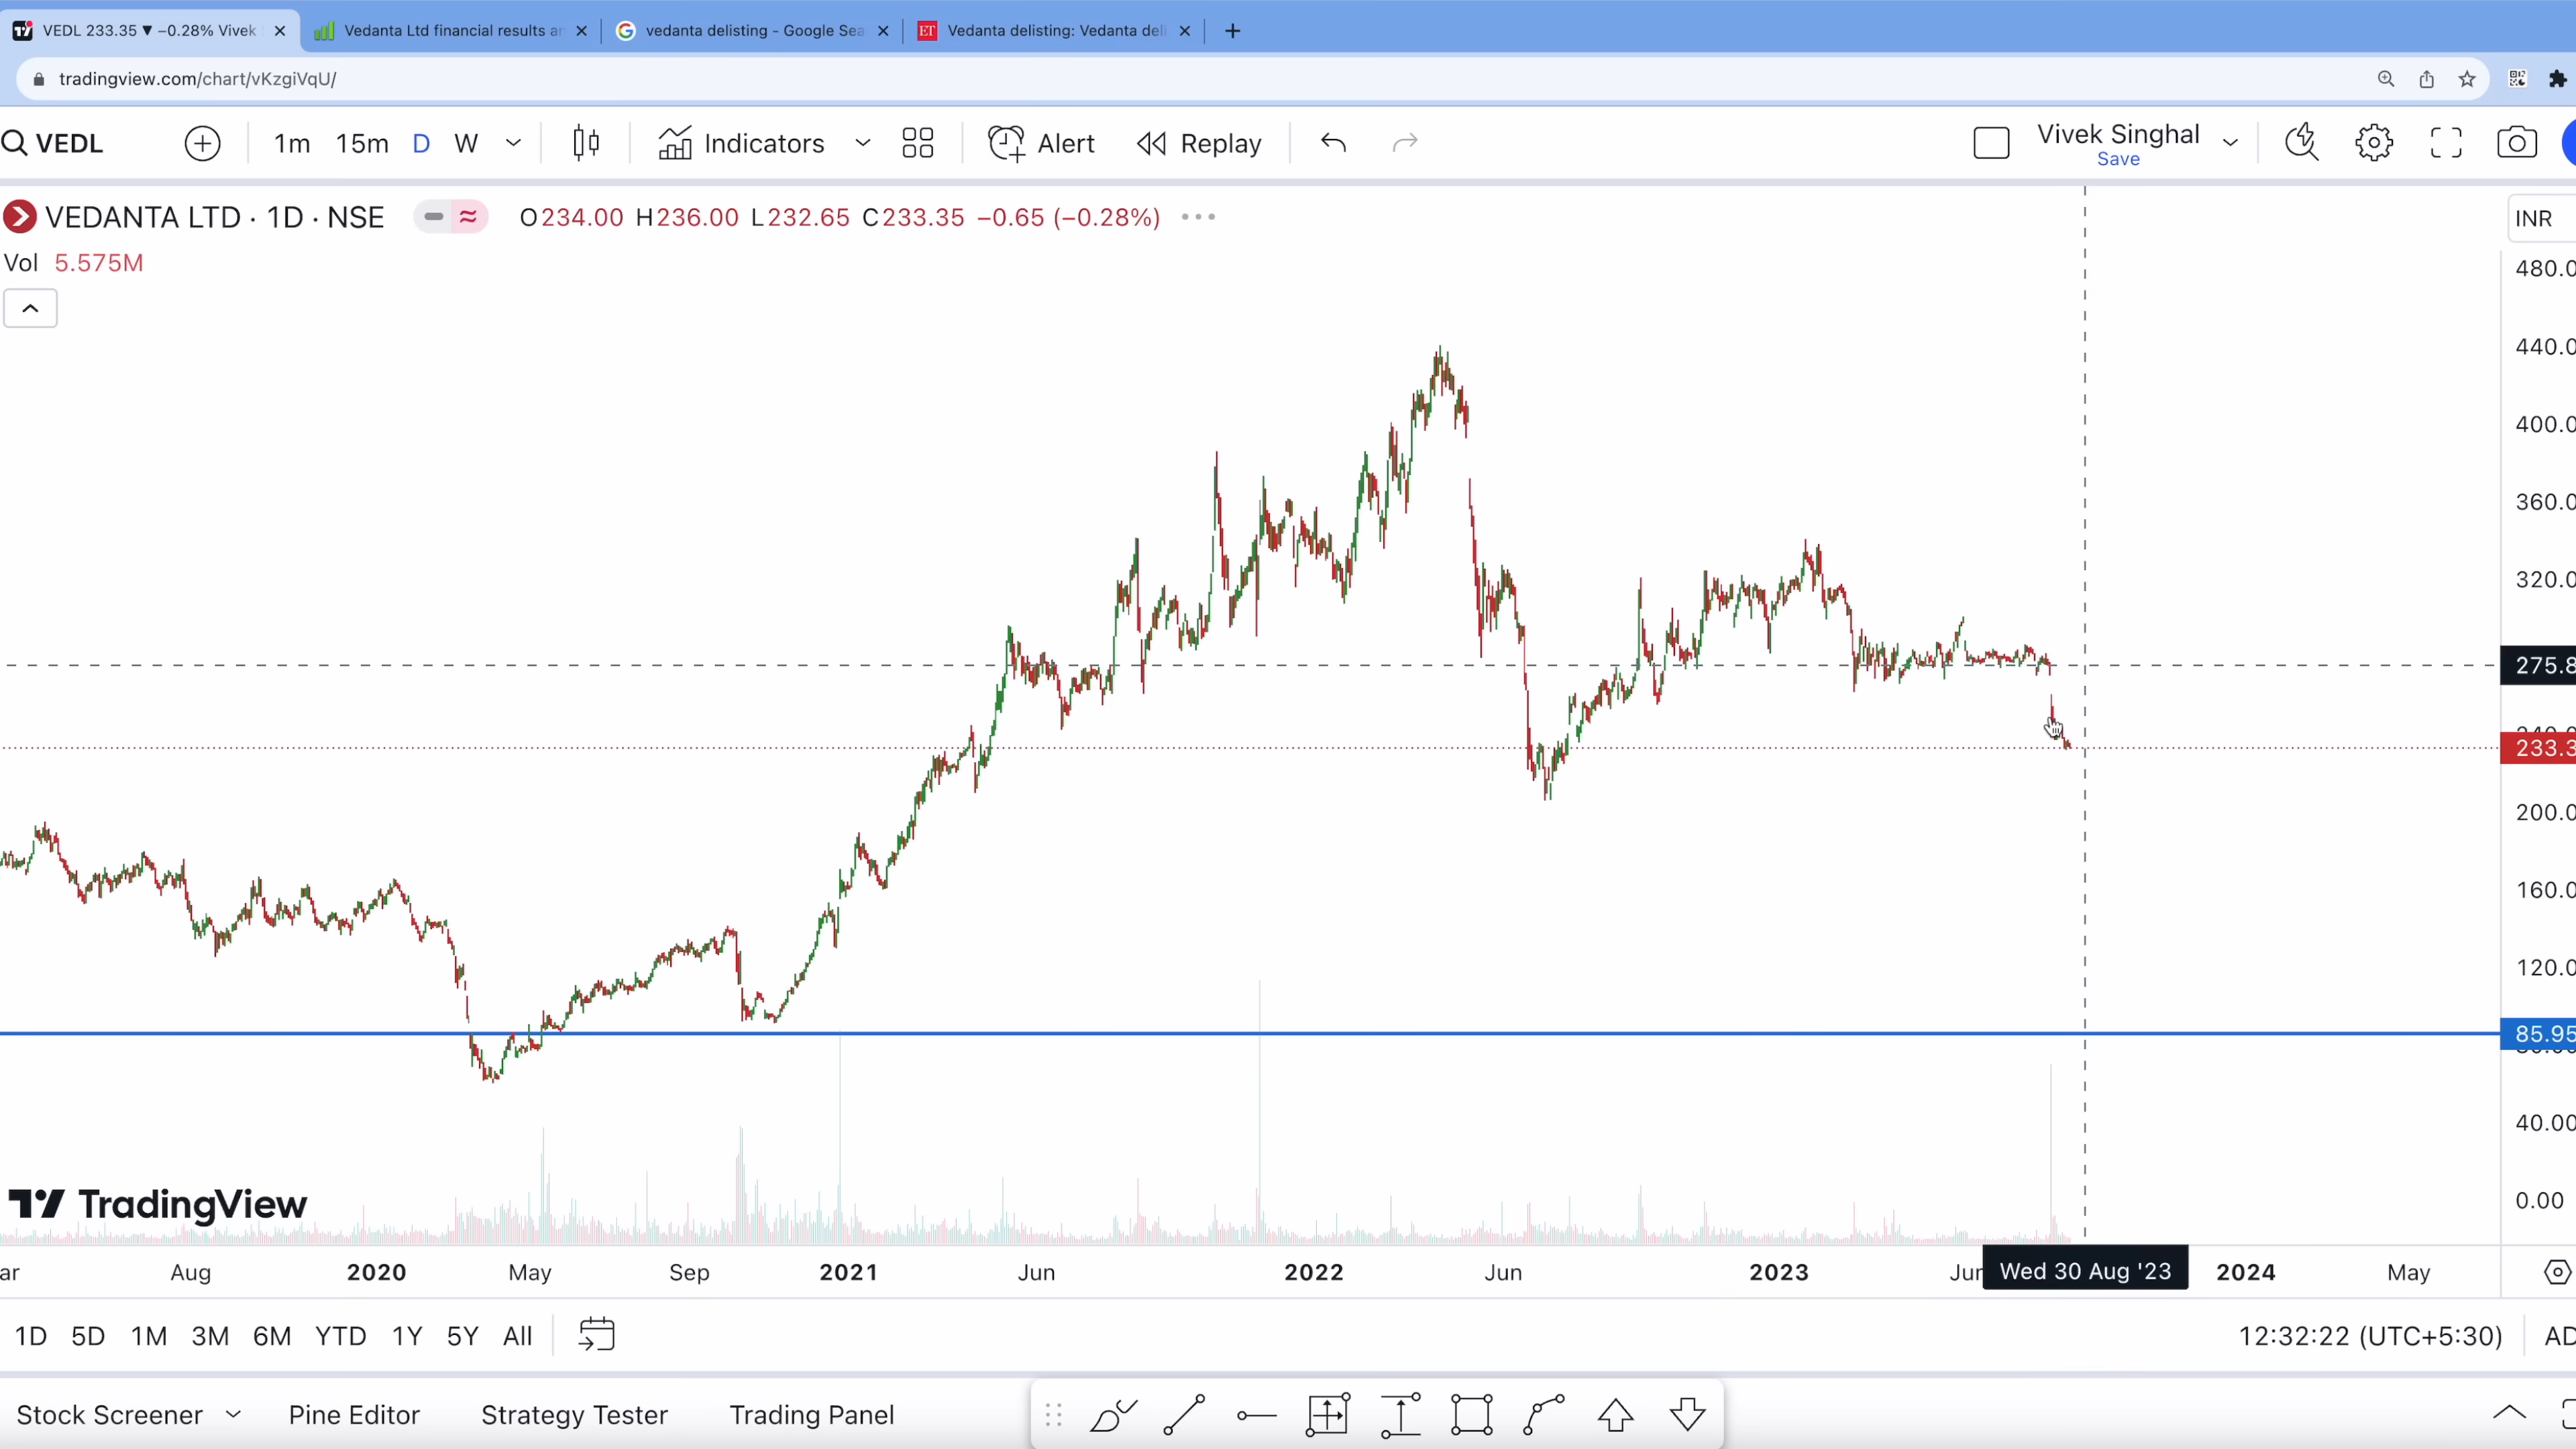 VEDL 233.35 ▼ −0.28% Vivek
Vedanta Ltd financial results an
vedanta delisting - Google Sea
ET Vedanta delisting: Vedanta deli
tradingview.com/chart/vKzgiVqU/
VEDL 1m 15m D W Indicators Alert Replay Vivek Singhal
Save
VEDANTA LTD · 1D · NSE O234.00 H236.00 L232.65 C233.35 −0.65 (−0.28%) INR
Vol 5.575M
480.0
440.0
400.0
360.0
320.0
275.8
233.3
200.0
160.0
120.0
85.95
40.00
0.00
TradingView
ar Aug 2020 May Sep 2021 Jun 2022 Jun 2023 Jun Wed 30 Aug '23 2024 May
1D 5D 1M 3M 6M YTD 1Y 5Y All 12:32:22 (UTC+5:30) AD
Stock Screener Pine Editor Strategy Tester Trading Panel